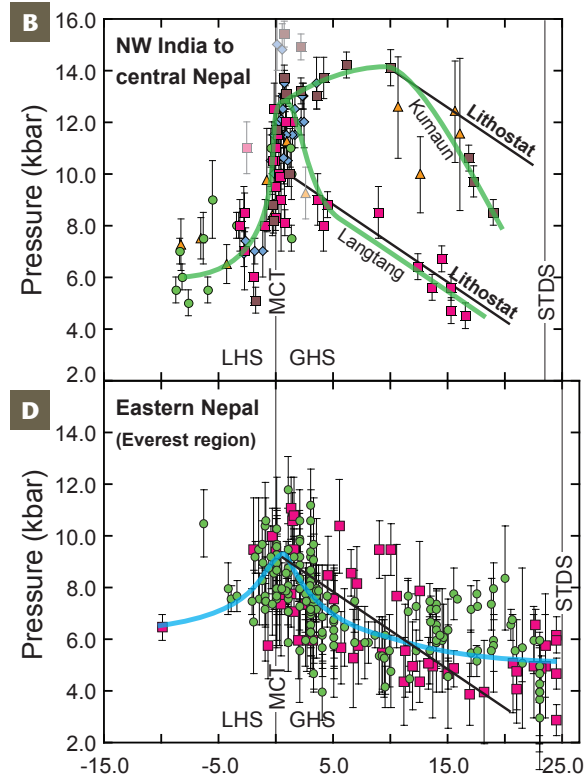 B
NW India to
central Nepal
Pressure (kbar)
16.0
14.0
12.0
10.0
8.0
6.0
4.0
2.0
Kumaun
Lithostat
Langtang
Lithostat
MCT
STDS
LHS
GHS
D
Eastern Nepal
(Everest region)
Pressure (kbar)
14.0
12.0
10.0
8.0
6.0
4.0
2.0
MCT
STDS
LHS
GHS
-15.0
-5.0
5.0
15.0
25.0